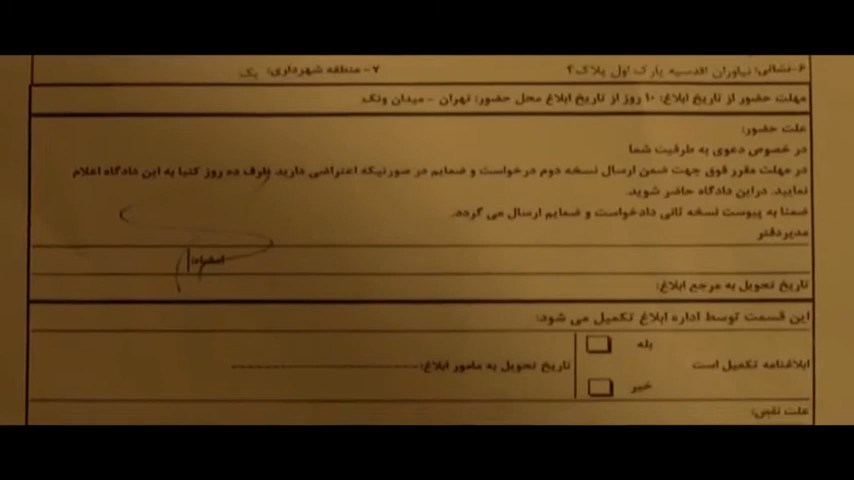 ۶- نشانی: نیاوران اقدسیه پارک اول پلاک۲ ۷- منطقه شهرداری: یک
مهلت حضور از تاریخ ابلاغ: ۱۰ روز از تاریخ ابلاغ محل حضور: تهران - میدان ونک
علت حضور:
در خصوص دعوی به طرفیت شما
در مهلت مقرر فوق جهت ضمن ارسال نسخه دوم درخواست و ضمایم در صورتیکه اعتراضی دارید ظرف ده روز کتبا به این دادگاه اعلام
نمایید. دراین دادگاه حاضر شوید.
ضمنا به پیوست نسخه ثانی دادخواست و ضمایم ارسال می گردد.
مدیردفتر
امضاء:
تاریخ تحویل به مرجع ابلاغ:
این قسمت توسط اداره ابلاغ تکمیل می شود:
بله
ابلاغنامه تکمیل است تاریخ تحویل به مامور ابلاغ:
خیر
علت نقص: